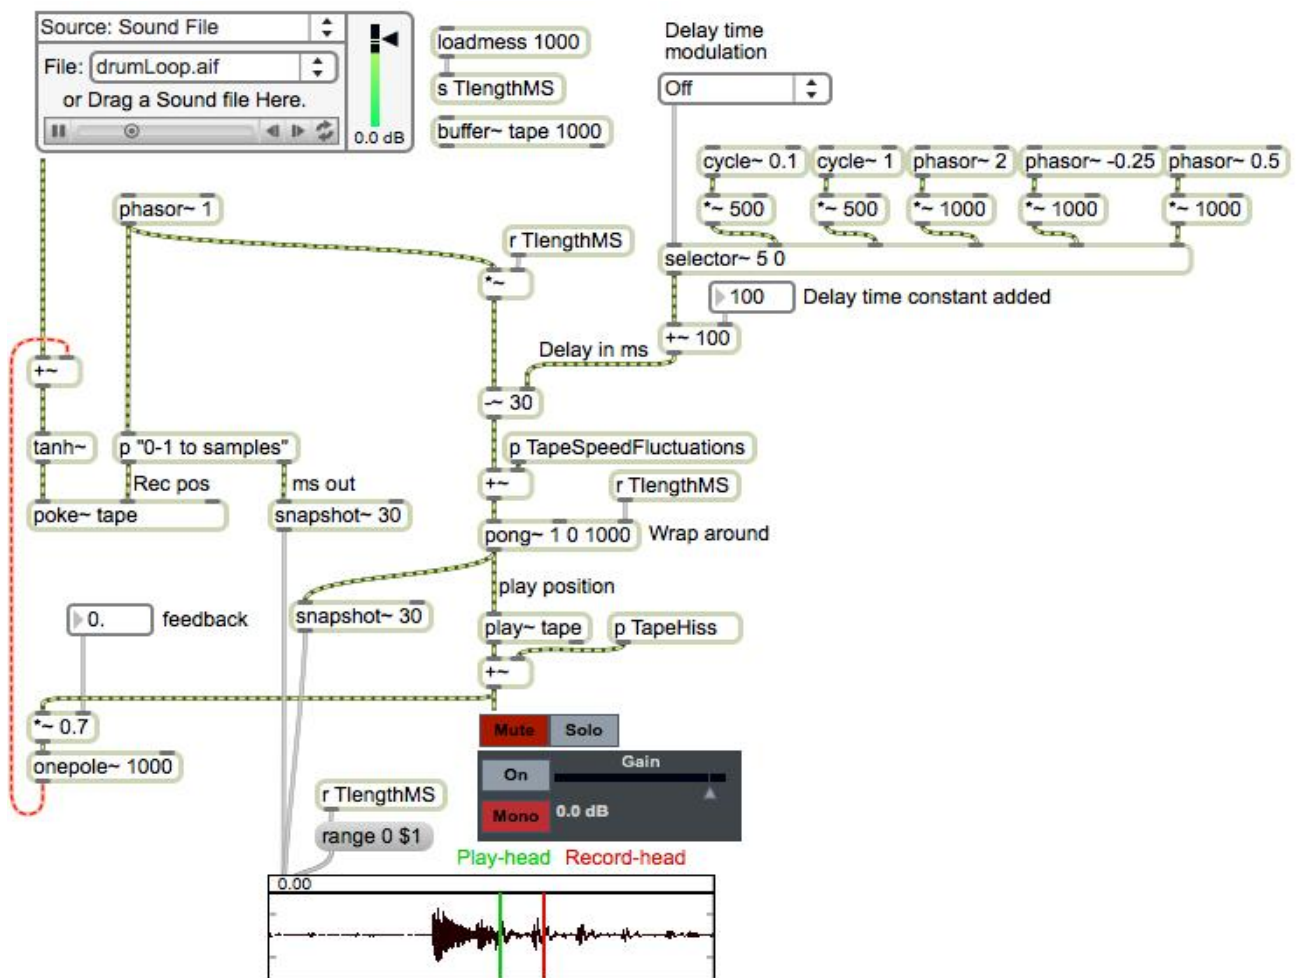 Source: Sound File
File: drumLoop.aif
or Drag a Sound file Here.
0.0 dB
loadmess 1000
s TlengthMS
buffer~ tape 1000
Delay time
modulation
Off
cycle~ 0.1
cycle~ 1
phasor~ 2
phasor~ -0.25
phasor~ 0.5
*~ 500
*~ 500
*~ 1000
*~ 1000
*~ 1000
selector~ 5 0
100
Delay time constant added
+~ 100
phasor~ 1
r TlengthMS
*~
Delay in ms
-~ 30
+~
tanh~
p "0-1 to samples"
p TapeSpeedFluctuations
+~
r TlengthMS
Rec pos
ms out
poke~ tape
snapshot~ 30
pong~ 1 0 1000
Wrap around
play position
0.
feedback
snapshot~ 30
play~ tape
p TapeHiss
+~
*~ 0.7
onepole~ 1000
Mute
Solo
Gain
On
Mono
0.0 dB
r TlengthMS
range 0 $1
Play-head
Record-head
0.00